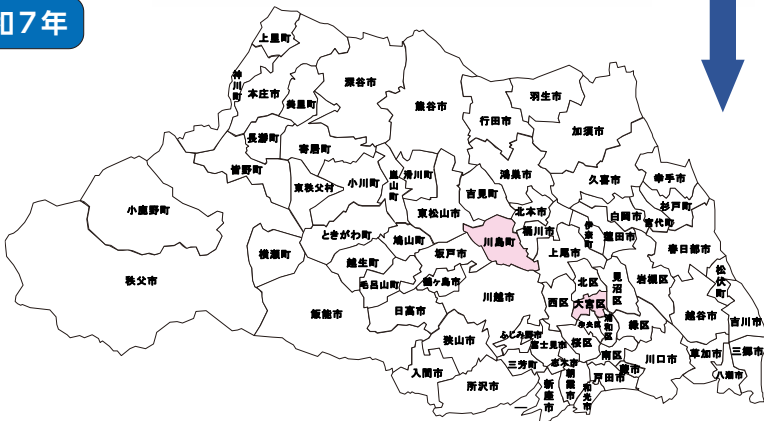 和7年
上里町
神川町
本庄市
美里町
深谷市
熊谷市
行田市
羽生市
加須市
長瀞町
寄居町
皆野町
東秩父村
小川町
嵐山町
滑川町
吉見町
鴻巣市
久喜市
幸手市
杉戸町
宮代町
白岡市
小鹿野町
東松山市
北本市
桶川市
伊奈町
蓮田市
春日部市
ときがわ町
鳩山町
川島町
上尾市
横瀬町
越生町
坂戸市
秩父市
毛呂山町
鶴ヶ島市
川越市
北区
見沼区
岩槻区
松伏町
飯能市
日高市
西区
大宮区
中央区
浦和区
緑区
越谷市
吉川市
狭山市
ふじみ野市
富士見市
桜区
南区
川口市
草加市
三郷市
入間市
三芳町
志木市
朝霞市
戸田市
蕨市
八潮市
所沢市
新座市
和光市